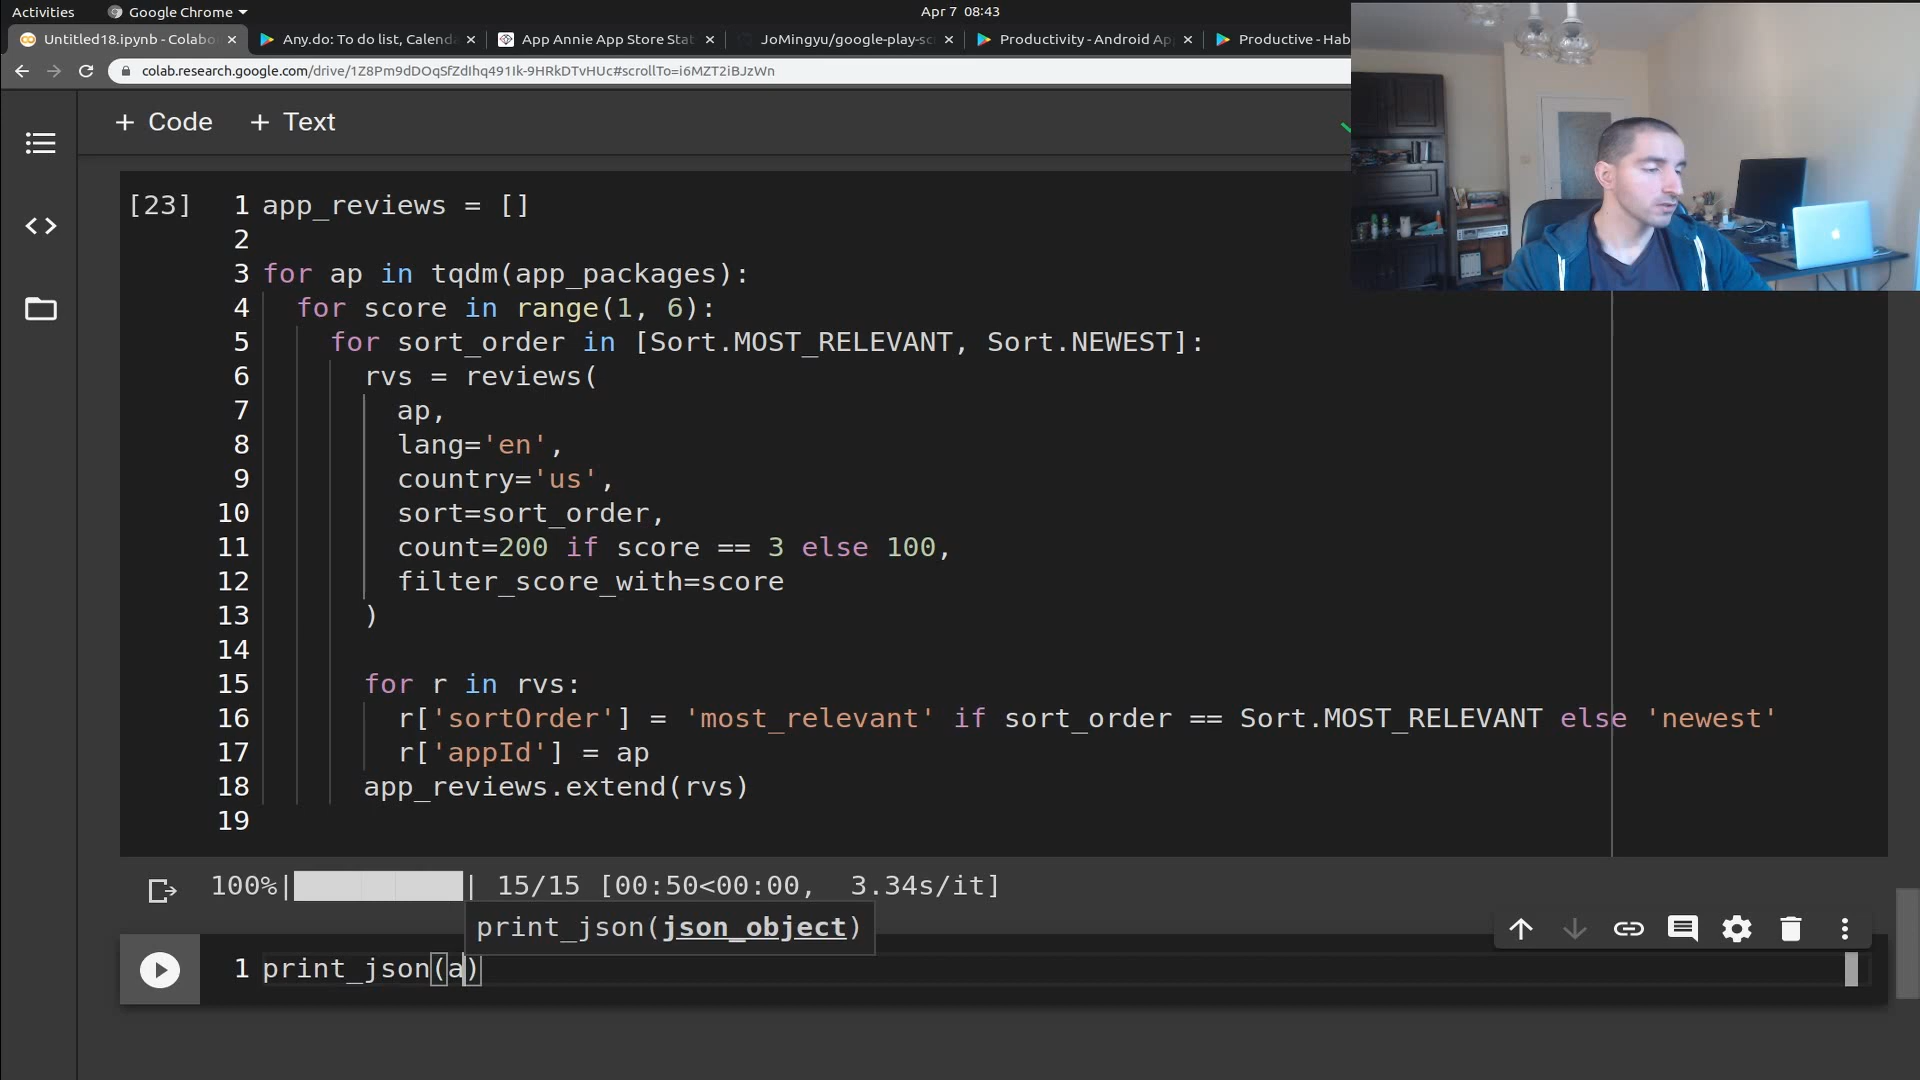 Activities
Google Chrome
Apr 7 08:43
Untitled18.ipynb - Colabo
Any.do: To do list, Calenda
App Annie App Store Stat
JoMingyu/google-play-sc
Productivity - Android Ap
Productive - Hab
colab.research.google.com/drive/1Z8Pm9dDOqSfZdIhq491Ik-9HRkDTvHUc#scrollTo=i6MZT2iBJzWn
+ Code + Text
[23] 1 app_reviews = []
2
3 for ap in tqdm(app_packages):
4 for score in range(1, 6):
5 for sort_order in [Sort.MOST_RELEVANT, Sort.NEWEST]:
6 rvs = reviews(
7 ap,
8 lang='en',
9 country='us',
10 sort=sort_order,
11 count=200 if score == 3 else 100,
12 filter_score_with=score
13 )
14
15 for r in rvs:
16 r['sortOrder'] = 'most_relevant' if sort_order == Sort.MOST_RELEVANT else 'newest'
17 r['appId'] = ap
18 app_reviews.extend(rvs)
19
100%| | 15/15 [00:50<00:00, 3.34s/it]
print_json(json_object)
1 print_json(a)